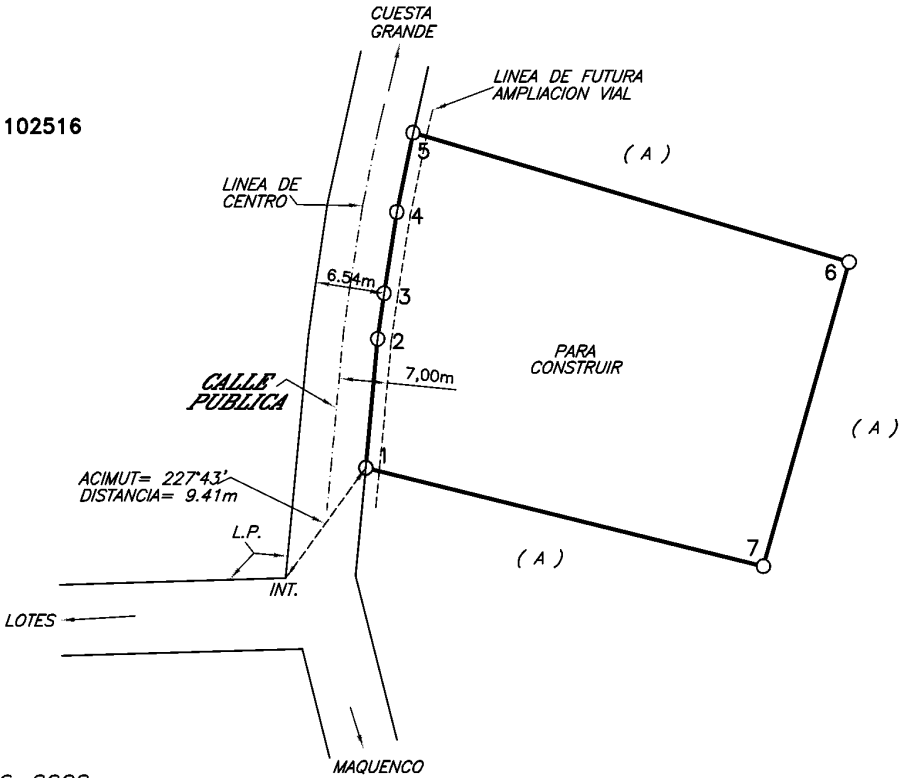 CUESTA
GRANDE
LINEA DE FUTURA
AMPLIACION VIAL
102516
5
( A )
LINEA DE
CENTRO
4
6
6.54m
3
2
PARA
CONSTRUIR
7,00m
CALLE
PUBLICA
( A )
1
ACIMUT= 227°43'
DISTANCIA= 9.41m
L.P.
( A )
7
INT.
LOTES
MAQUENCO